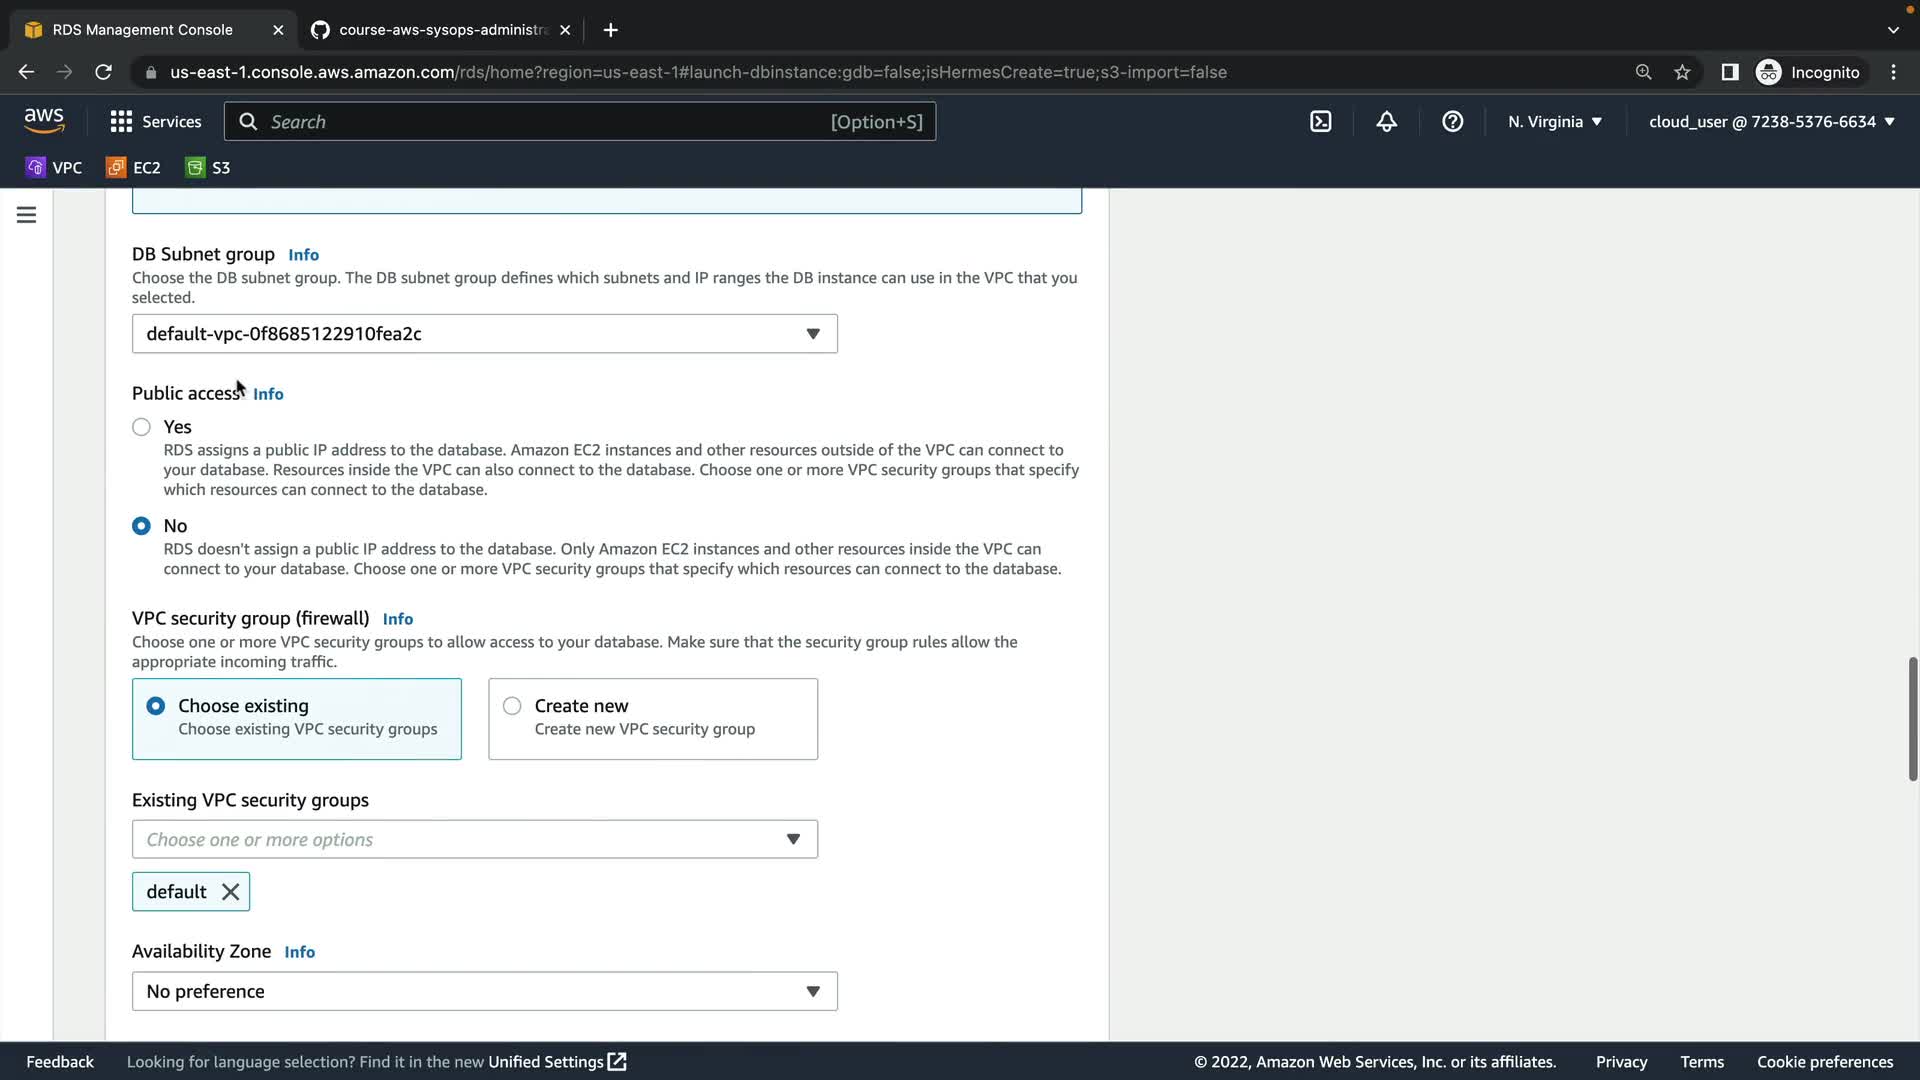 RDS Management Console
course-aws-sysops-administra
us-east-1.console.aws.amazon.com/rds/home?region=us-east-1#launch-dbinstance:gdb=false;isHermesCreate=true;s3-import=false
Incognito
aws
Services
Search
[Option+S]
N. Virginia
cloud_user @ 7238-5376-6634
VPC
EC2
S3
DB Subnet group Info
Choose the DB subnet group. The DB subnet group defines which subnets and IP ranges the DB instance can use in the VPC that you
selected.
default-vpc-0f8685122910fea2c
Public access Info
Yes
RDS assigns a public IP address to the database. Amazon EC2 instances and other resources outside of the VPC can connect to
your database. Resources inside the VPC can also connect to the database. Choose one or more VPC security groups that specify
which resources can connect to the database.
No
RDS doesn't assign a public IP address to the database. Only Amazon EC2 instances and other resources inside the VPC can
connect to your database. Choose one or more VPC security groups that specify which resources can connect to the database.
VPC security group (firewall) Info
Choose one or more VPC security groups to allow access to your database. Make sure that the security group rules allow the
appropriate incoming traffic.
Choose existing
Choose existing VPC security groups
Create new
Create new VPC security group
Existing VPC security groups
Choose one or more options
default
Availability Zone Info
No preference
Feedback
Looking for language selection? Find it in the new Unified Settings
© 2022, Amazon Web Services, Inc. or its affiliates.
Privacy
Terms
Cookie preferences